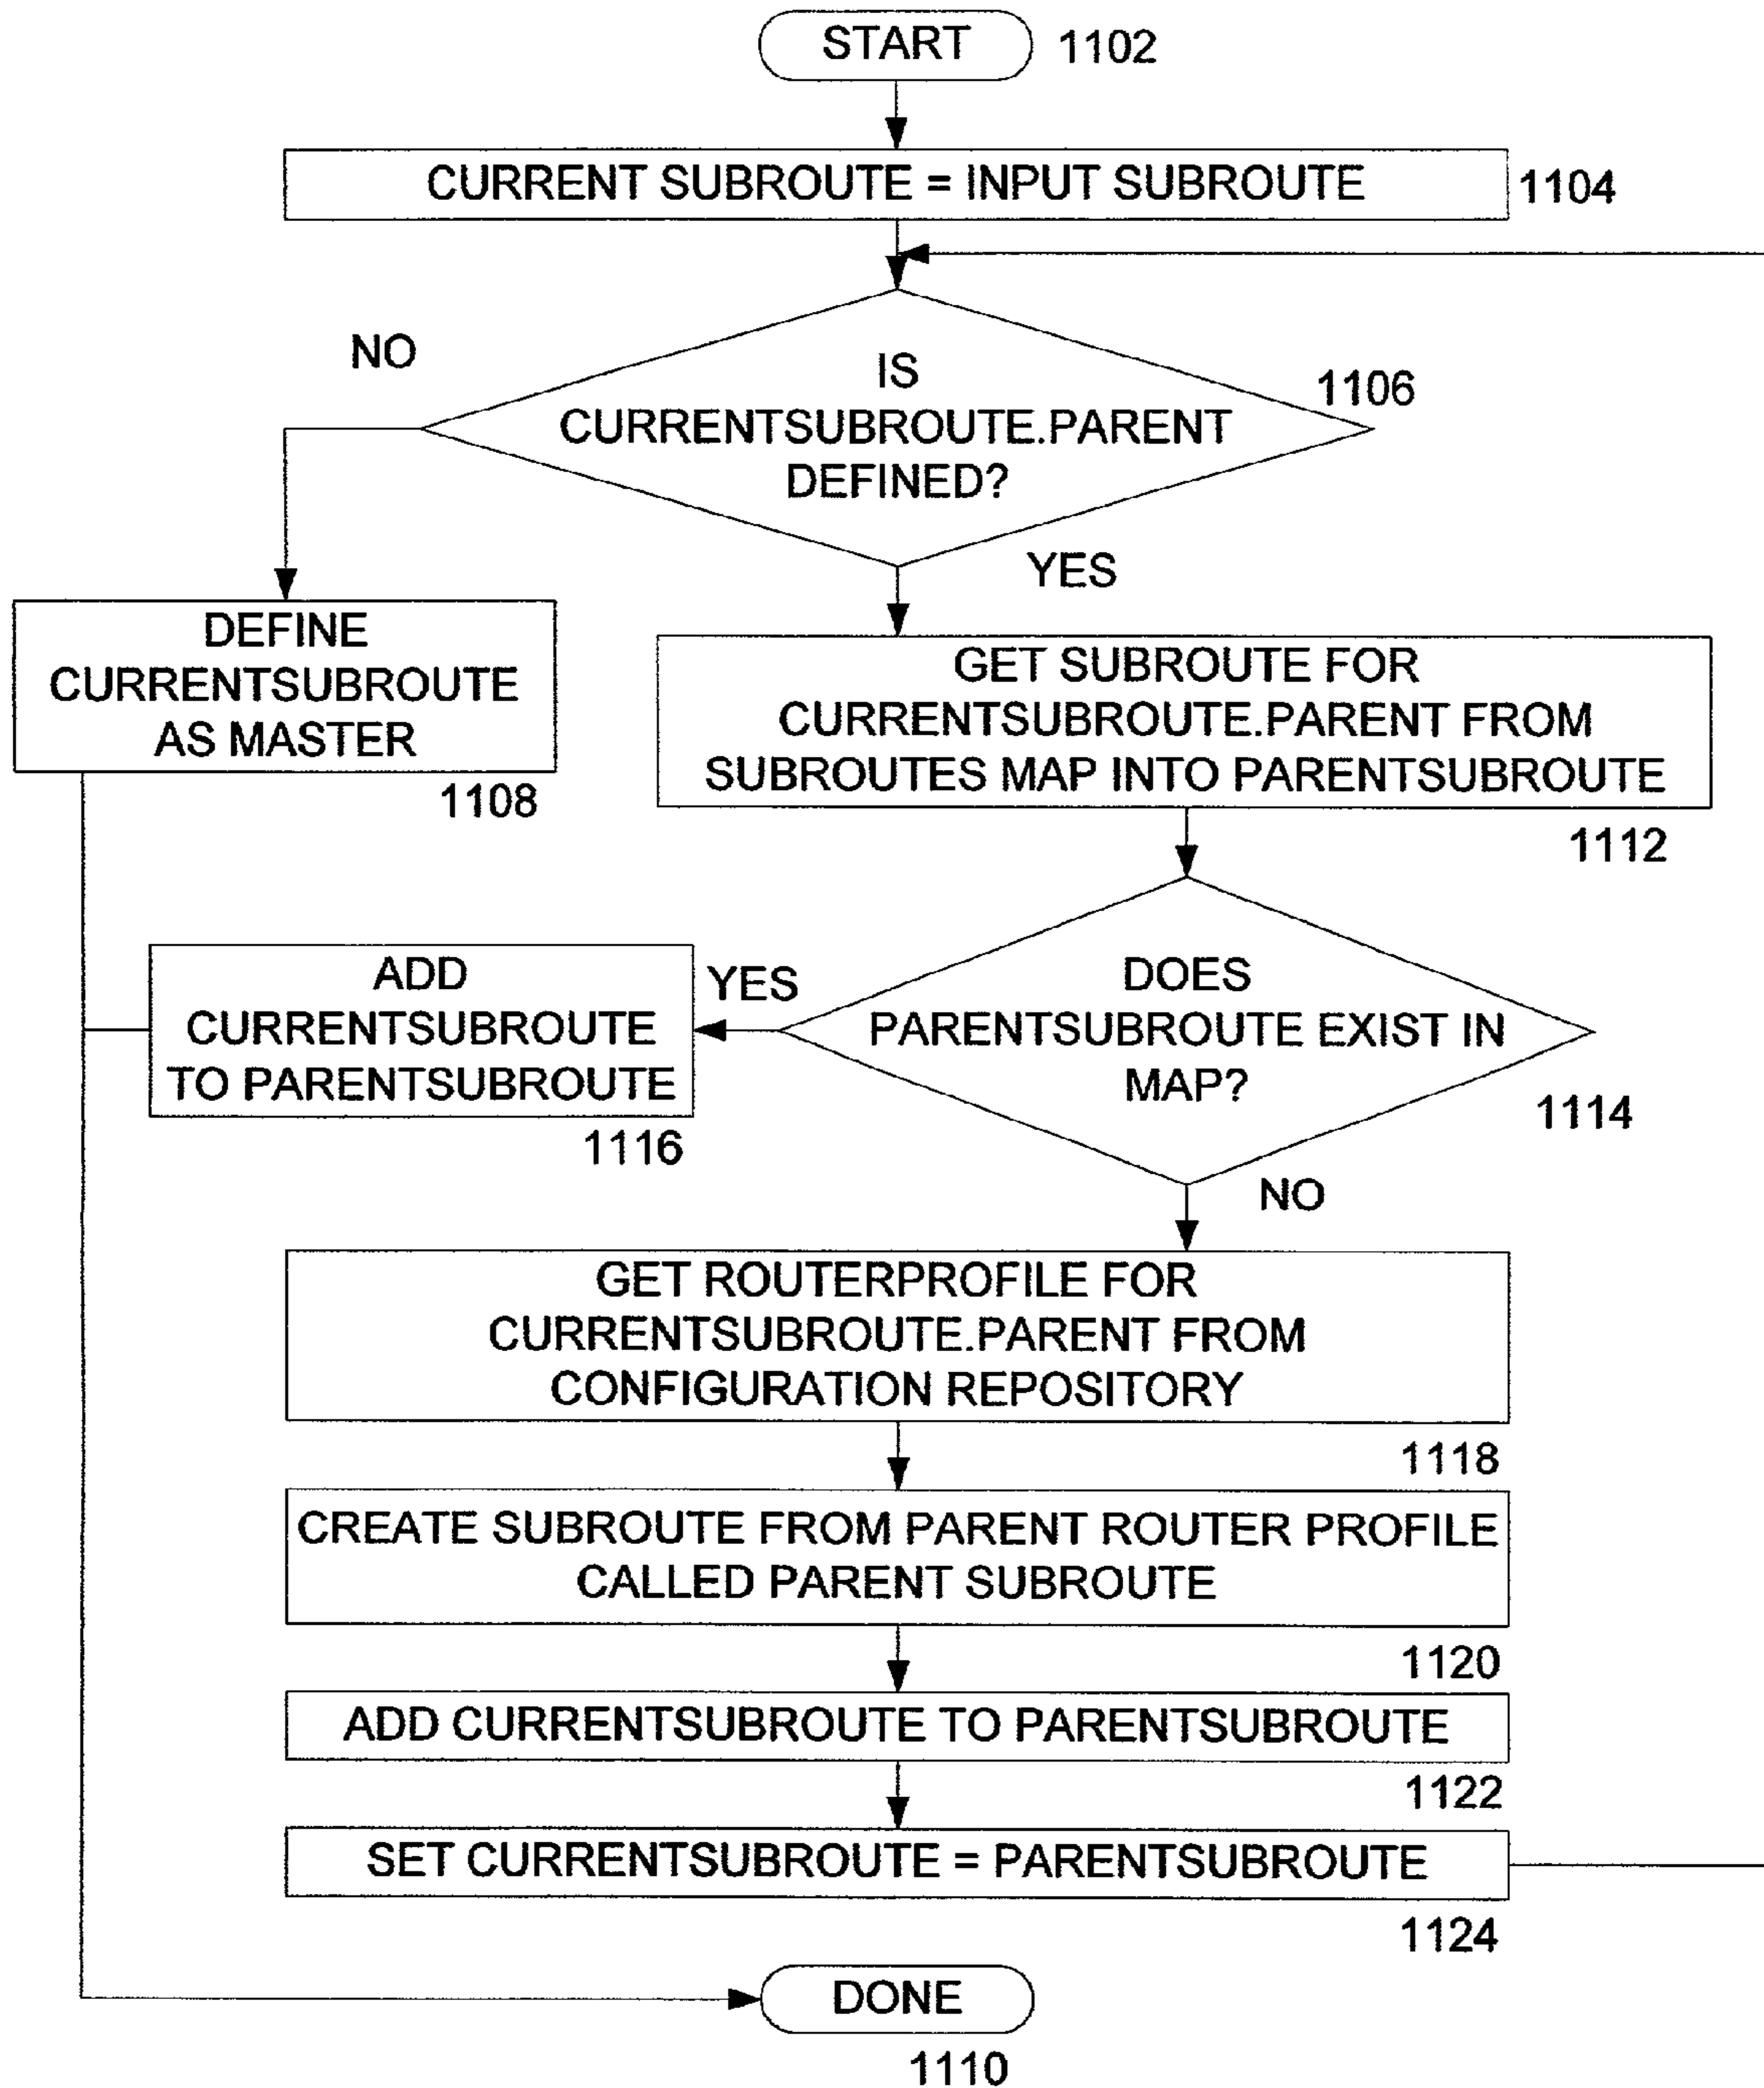 START
1102
CURRENT SUBROUTE = INPUT SUBROUTE
1104
NO
IS
CURRENTSUBROUTE.PARENT
DEFINED?
1106
YES
DEFINE
CURRENTSUBROUTE
AS MASTER
1108
GET SUBROUTE FOR
CURRENTSUBROUTE.PARENT FROM
SUBROUTES MAP INTO PARENTSUBROUTE
1112
DOES
PARENTSUBROUTE EXIST IN
MAP?
1114
YES
ADD
CURRENTSUBROUTE
TO PARENTSUBROUTE
1116
NO
GET ROUTERPROFILE FOR
CURRENTSUBROUTE.PARENT FROM
CONFIGURATION REPOSITORY
1118
CREATE SUBROUTE FROM PARENT ROUTER PROFILE
CALLED PARENT SUBROUTE
1120
ADD CURRENTSUBROUTE TO PARENTSUBROUTE
1122
SET CURRENTSUBROUTE = PARENTSUBROUTE
1124
DONE
1110